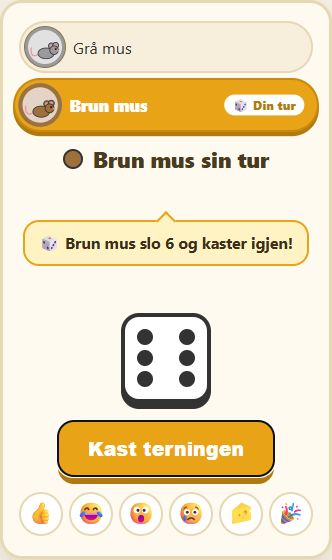 Grå mus
Brun mus
Din tur
Brun mus sin tur
Brun mus slo 6 og kaster igjen!
Kast terningen